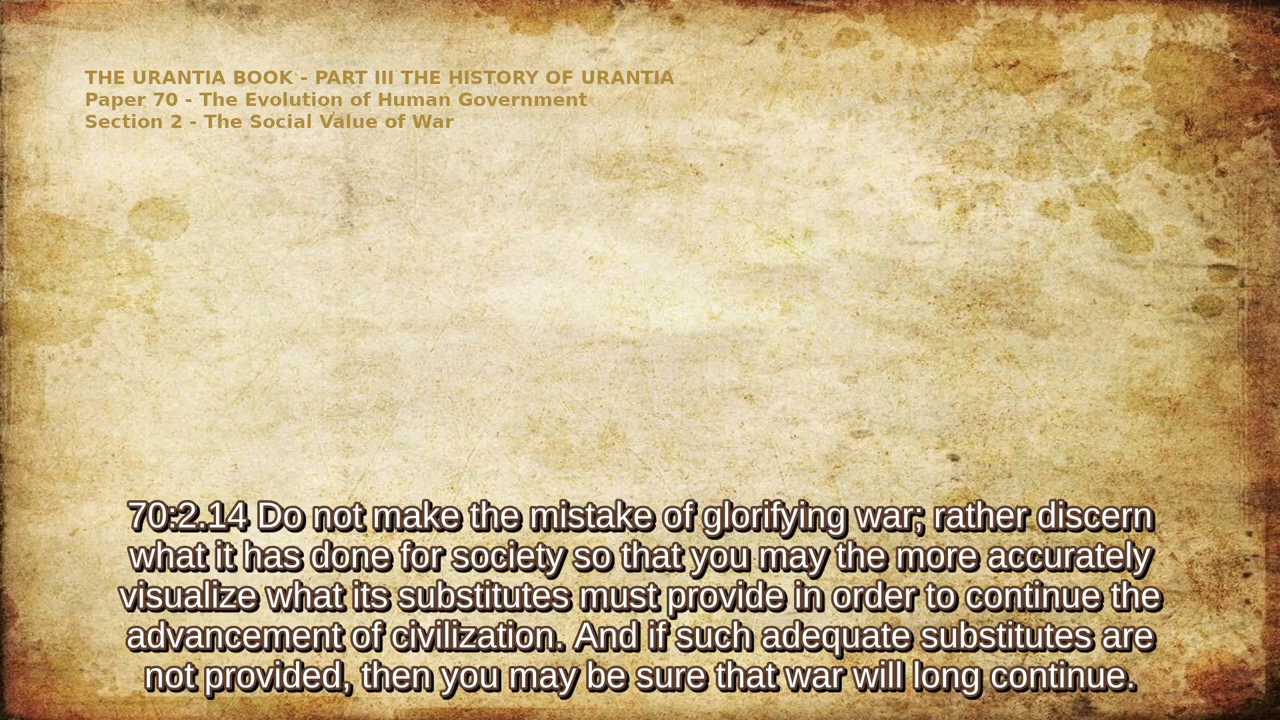 THE URANTIA BOOK - PART III THE HISTORY OF URANTIA
Paper 70 - The Evolution of Human Government
Section 2 - The Social Value of War
70:2.14 Do not make the mistake of glorifying war; rather discern
what it has done for society so that you may the more accurately
visualize what its substitutes must provide in order to continue the
advancement of civilization. And if such adequate substitutes are
not provided, then you may be sure that war will long continue.